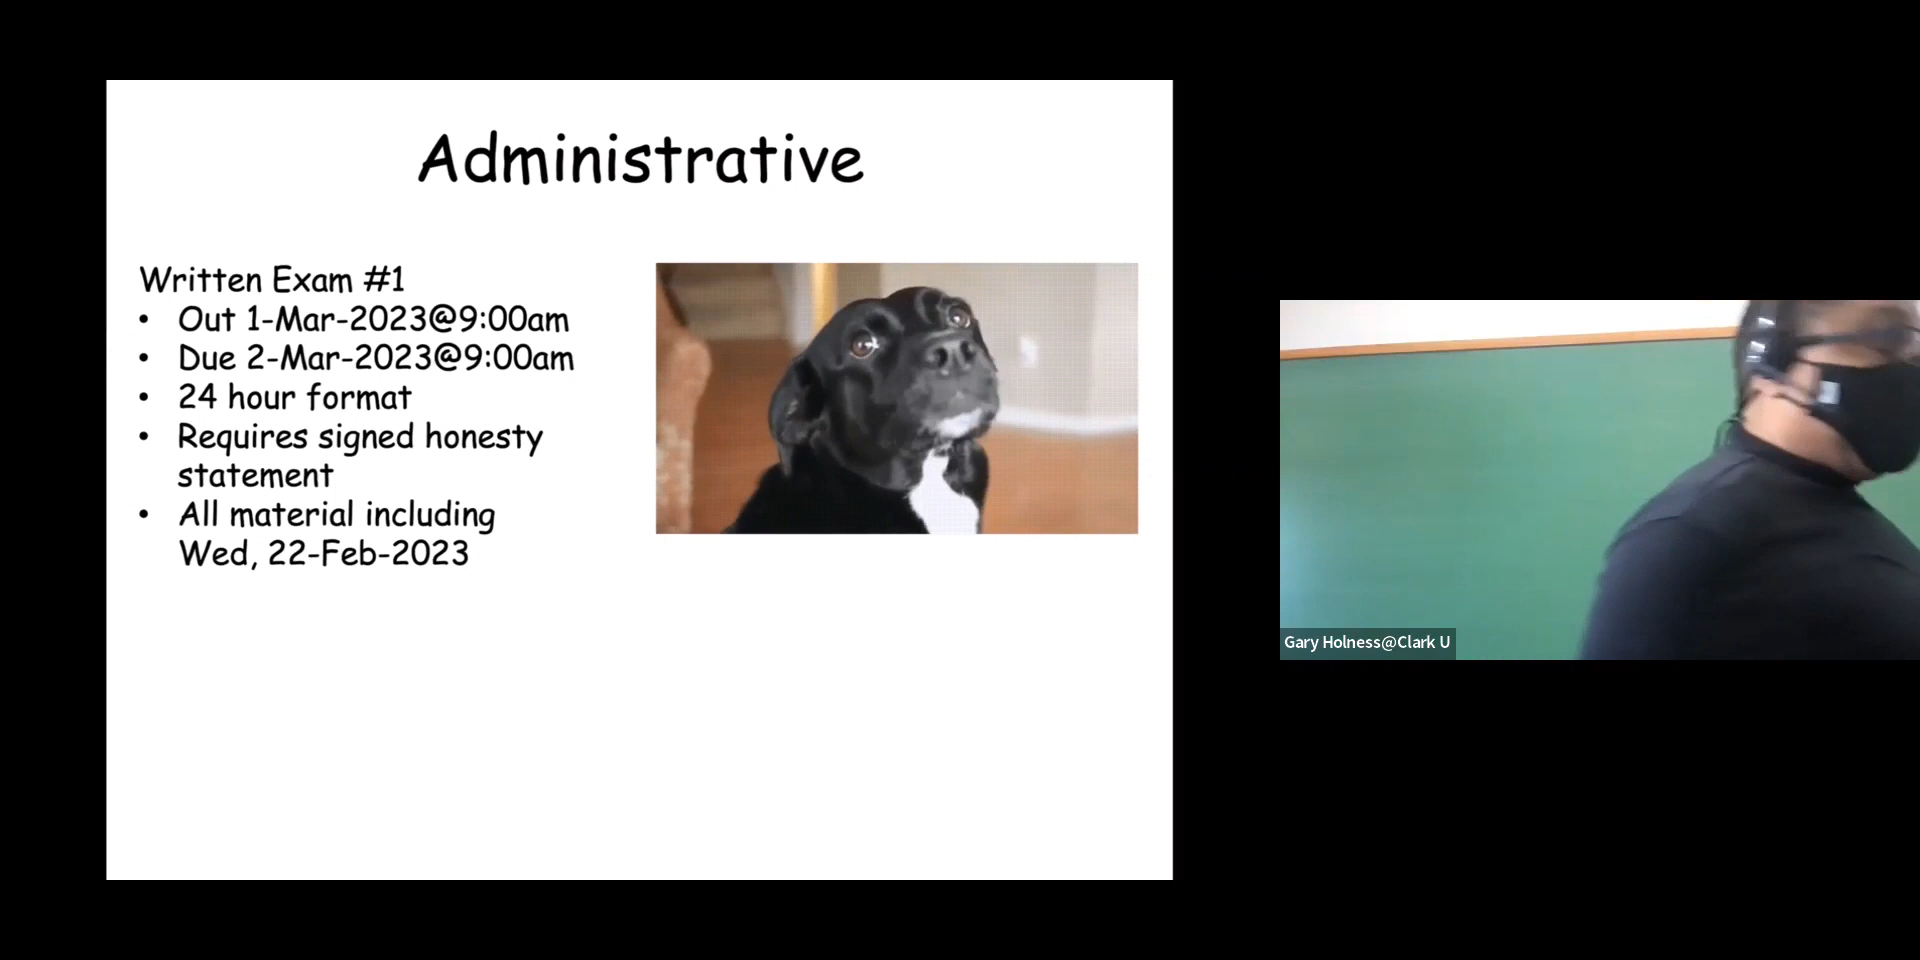 Administrative
Written Exam #1
• Out 1-Mar-2023@9:00am
• Due 2-Mar-2023@9:00am
• 24 hour format
• Requires signed honesty
statement
• All material including
Wed, 22-Feb-2023
Gary Holness@Clark U